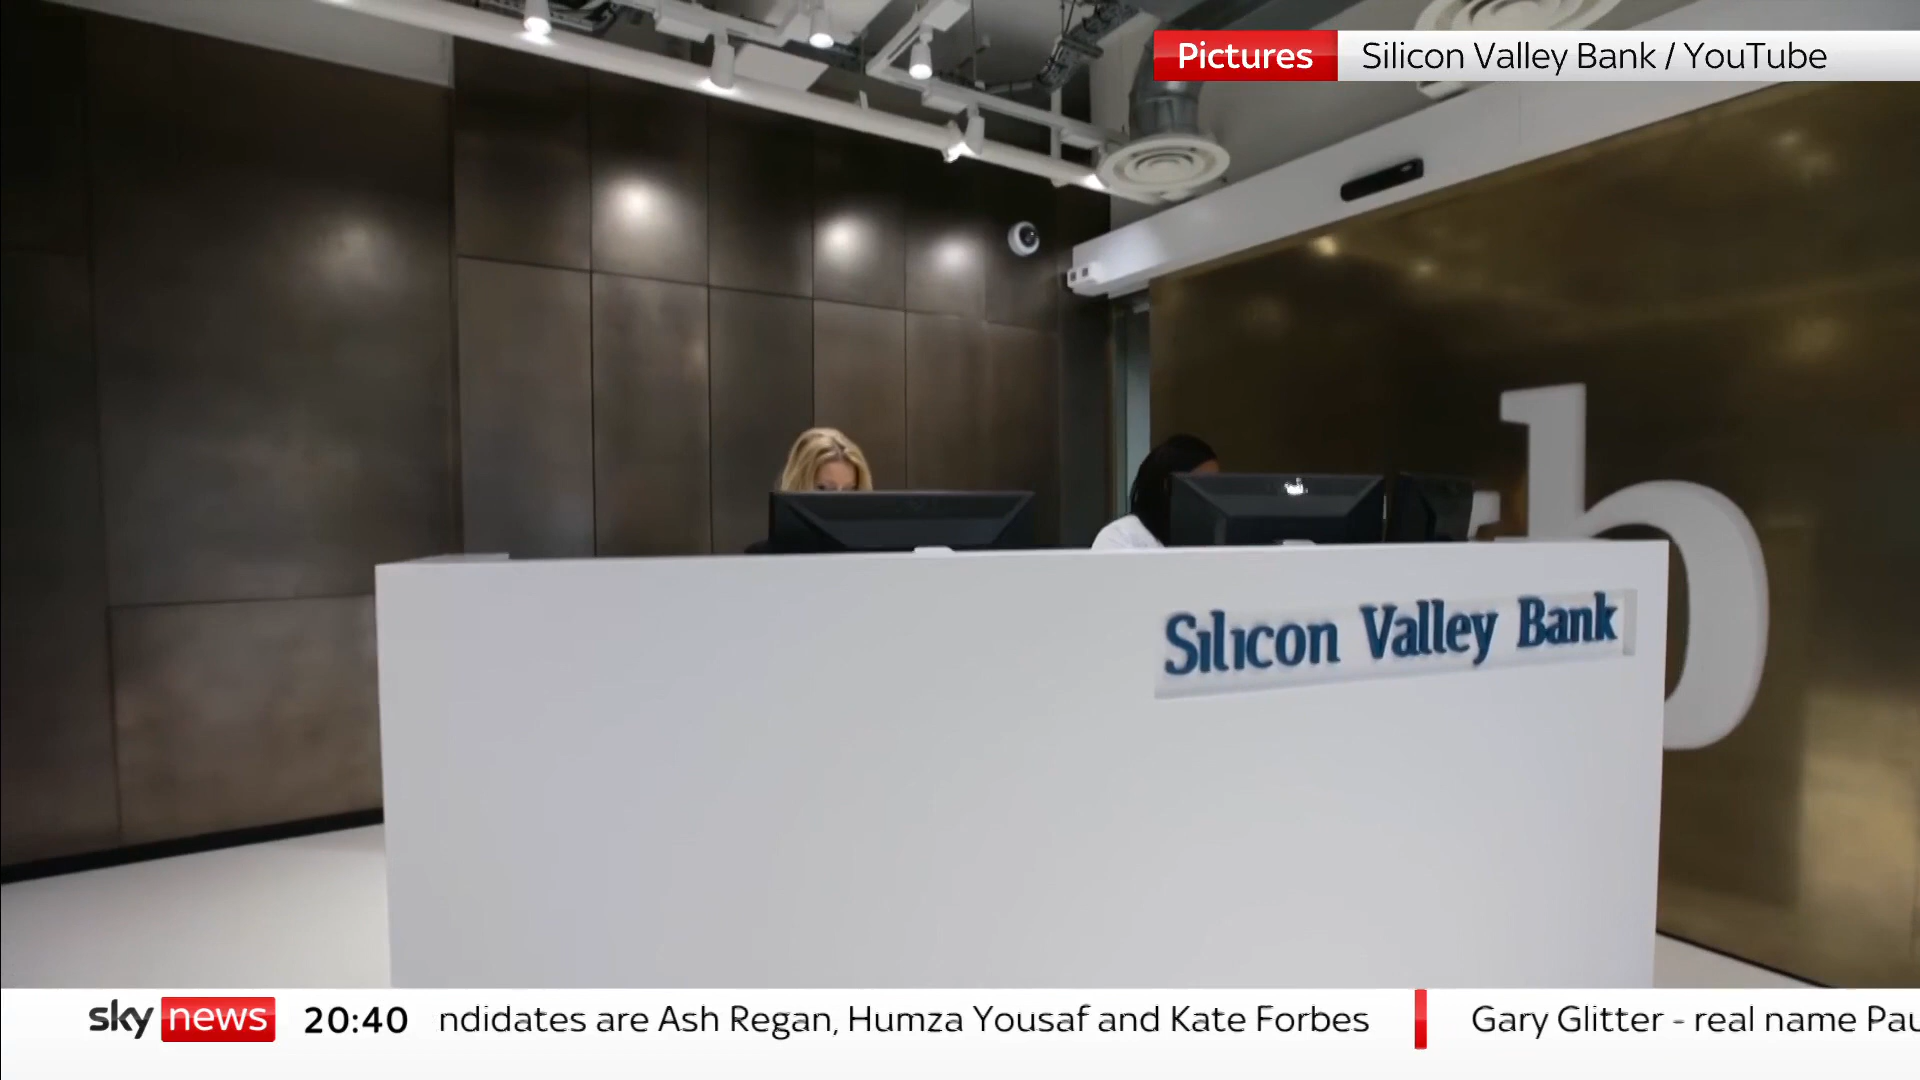 Pictures Silicon Valley Bank / YouTube
b
Silicon Valley Bank
sky news 20:40 ndidates are Ash Regan, Humza Yousaf and Kate Forbes Gary Glitter - real name Pau